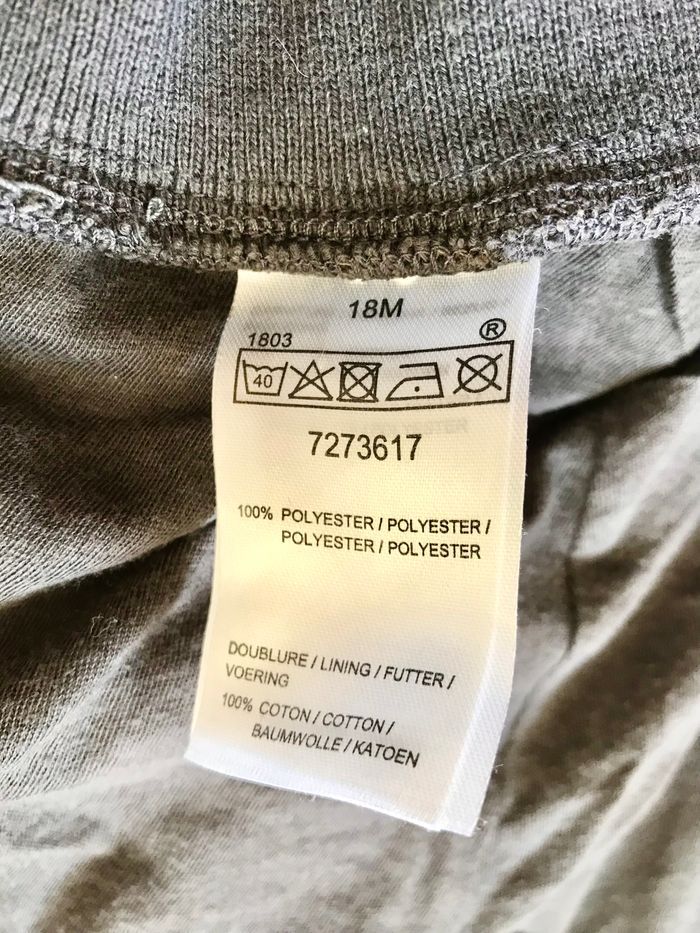 18M
1803 ®
40
7273617
100% POLYESTER / POLYESTER /
POLYESTER / POLYESTER
DOUBLURE / LINING / FUTTER /
VOERING
100% COTON / COTTON /
BAUMWOLLE / KATOEN